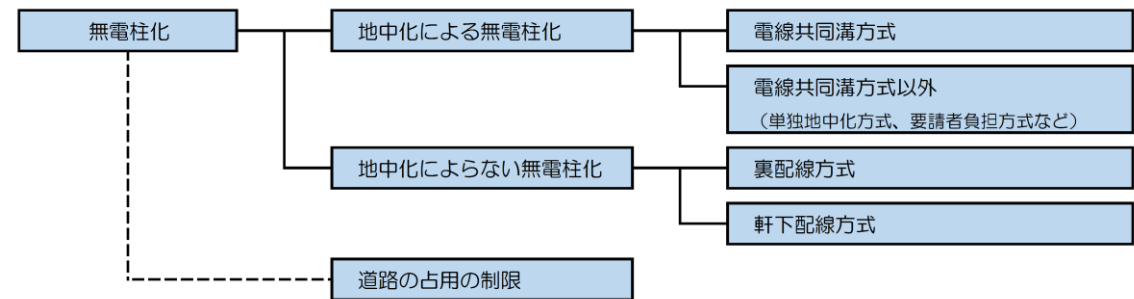 無電柱化
地中化による無電柱化
電線共同溝方式
電線共同溝方式以外
（単独地中化方式、要請者負担方式など）
地中化によらない無電柱化
裏配線方式
軒下配線方式
道路の占用の制限